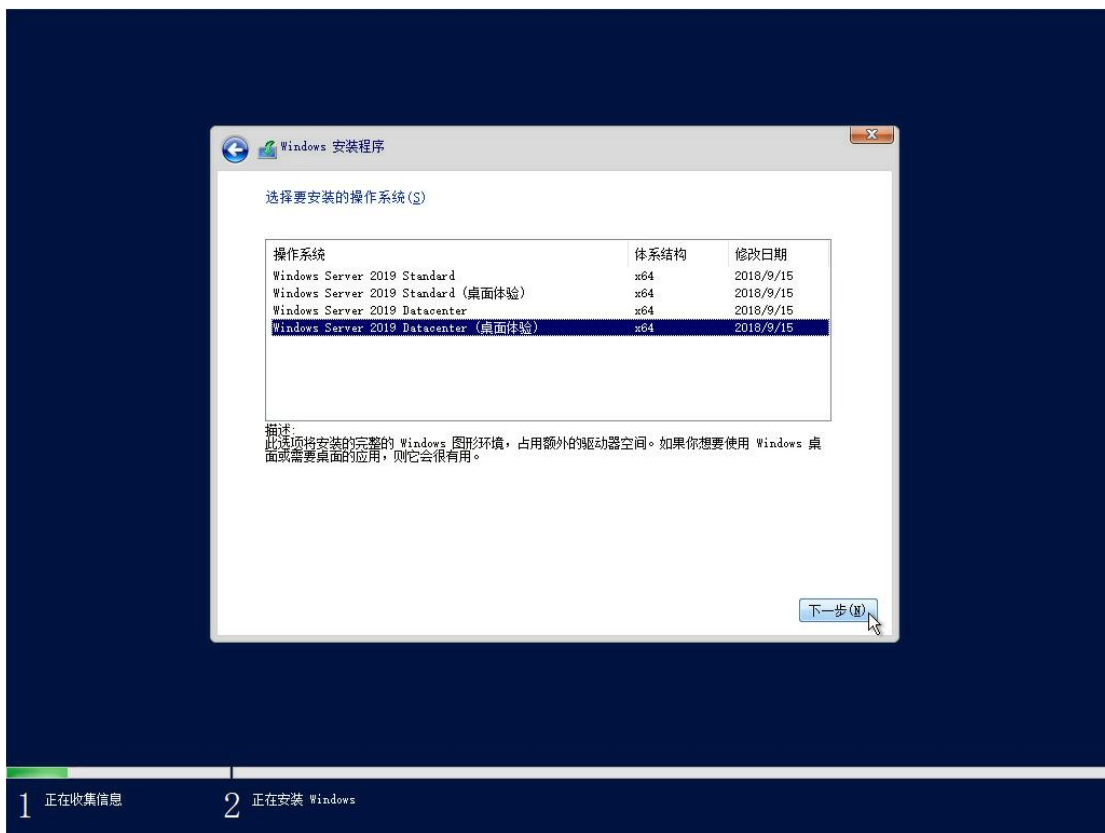 Windows 安装程序
选择要安装的操作系统(S)
操作系统 体系结构 修改日期
Windows Server 2019 Standard x64 2018/9/15
Windows Server 2019 Standard (桌面体验) x64 2018/9/15
Windows Server 2019 Datacenter x64 2018/9/15
Windows Server 2019 Datacenter (桌面体验) x64 2018/9/15
描述:
此选项将安装的完整的 Windows 图形环境，占用额外的驱动器空间。如果你想要使用 Windows 桌
面或需要桌面的应用，则它会很有用。
下一步(N)
1 正在收集信息 2 正在安装 Windows